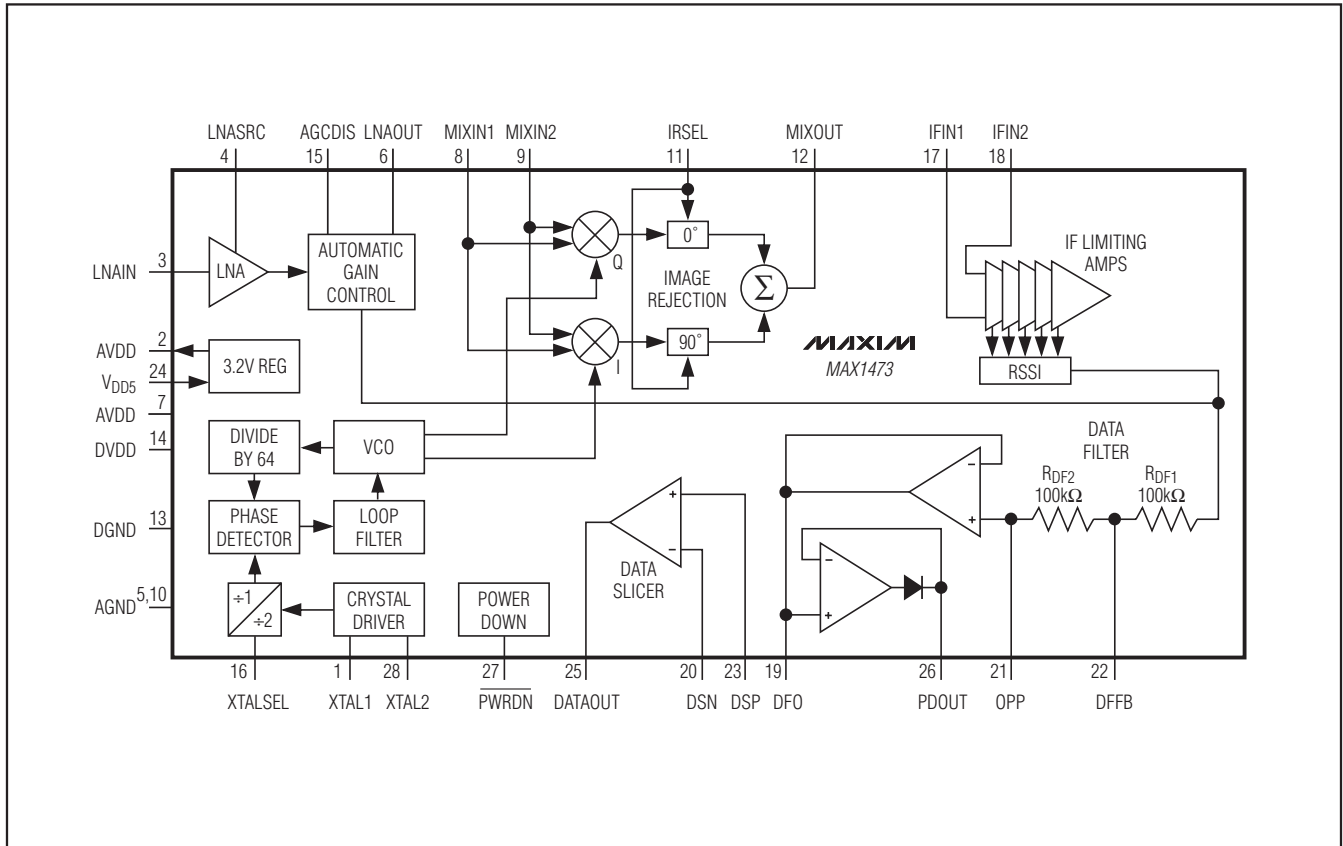 LNASRC
4
AGCDIS
15
LNAOUT
6
MIXIN1
8
MIXIN2
9
IRSEL
11
MIXOUT
12
IFIN1
17
IFIN2
18
LNAIN
3
LNA
AUTOMATIC
GAIN
CONTROL
Q
0°
IMAGE
REJECTION
Σ
90°
I
IF LIMITING
AMPS
RSSI
MAXIM
MAX1473
AVDD
2
VDD5
24
3.2V REG
AVDD
7
DVDD
14
DIVIDE
BY 64
VCO
DGND
13
PHASE
DETECTOR
LOOP
FILTER
AGND
5,10
÷1
÷2
CRYSTAL
DRIVER
POWER
DOWN
+
−
DATA
SLICER
−
+
−
+
DATA
FILTER
RDF2
100kΩ
RDF1
100kΩ
16
XTALSEL
1
XTAL1
28
XTAL2
27
PWRDN
25
DATAOUT
20
DSN
23
DSP
19
DFO
26
PDOUT
21
OPP
22
DFFB